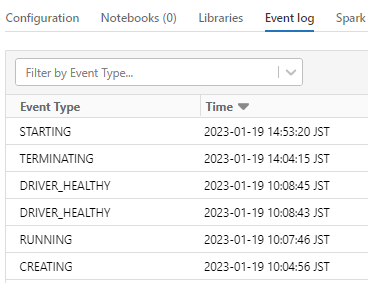 Configuration Notebooks (0) Libraries Event log Spark
Filter by Event Type...
Event Type Time
STARTING 2023-01-19 14:53:20 JST
TERMINATING 2023-01-19 14:04:15 JST
DRIVER_HEALTHY 2023-01-19 10:08:45 JST
DRIVER_HEALTHY 2023-01-19 10:08:43 JST
RUNNING 2023-01-19 10:07:46 JST
CREATING 2023-01-19 10:04:56 JST